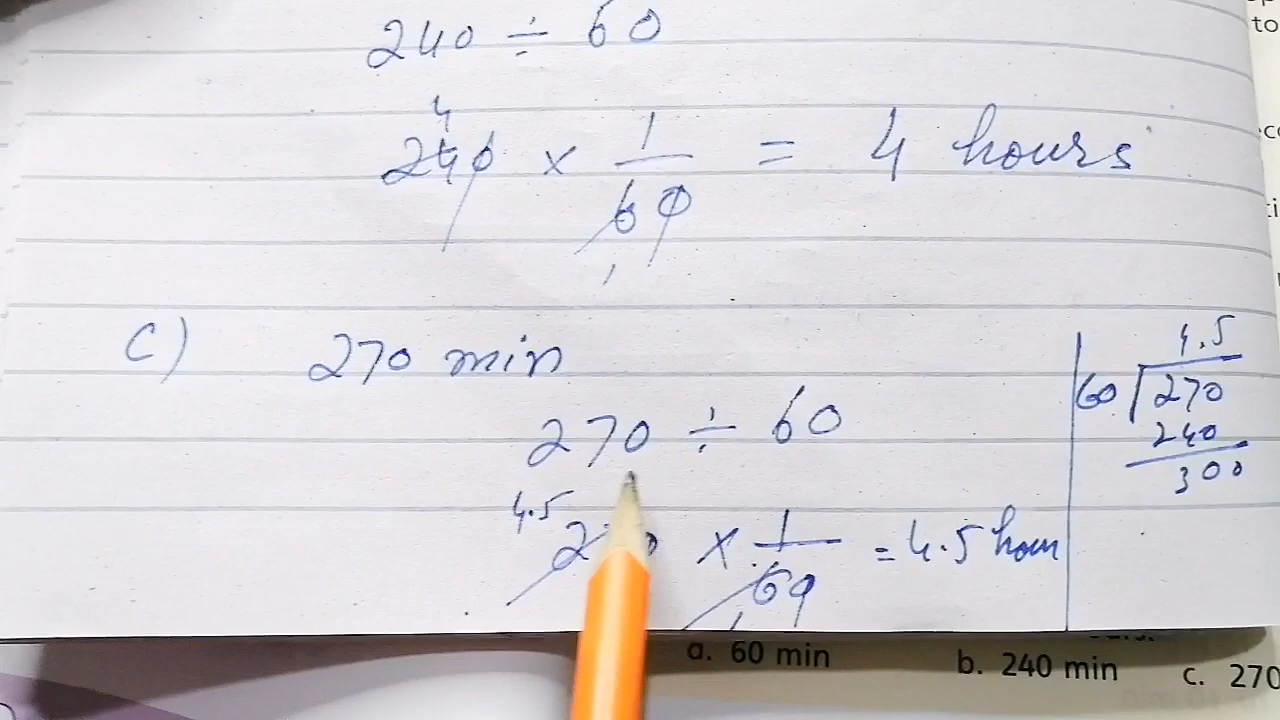 240 ÷ 60
4
240 × 1/60 = 4 hours
C) 270 min
270 ÷ 60
4.5
× 1/60 = 4.5 hour
4.5
60 270
240
300
a. 60 min b. 240 min c. 270
to